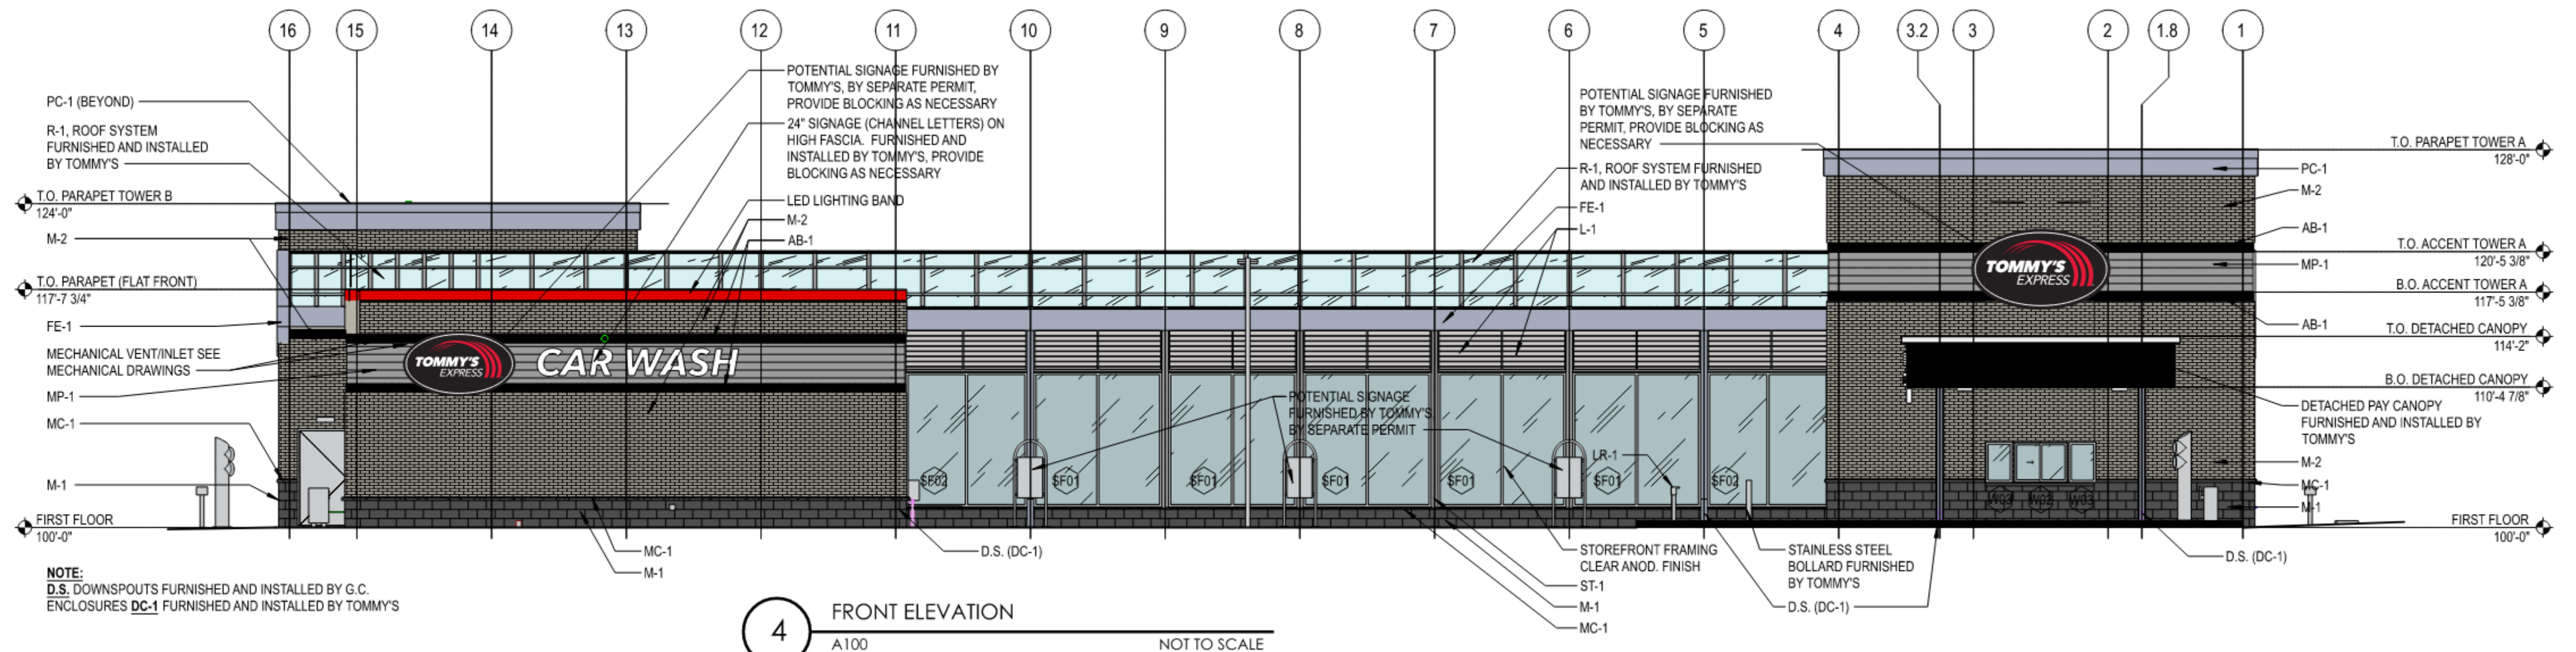 16
15
14
13
12
11
10
9
8
7
6
5
4
3.2
3
2
1.8
1
PC-1 (BEYOND)
R-1, ROOF SYSTEM
FURNISHED AND INSTALLED
BY TOMMY'S
T.O. PARAPET TOWER B
124'-0"
M-2
T.O. PARAPET (FLAT FRONT)
117'-7 3/4"
FE-1
MECHANICAL VENT/INLET SEE
MECHANICAL DRAWINGS
MP-1
MC-1
M-1
FIRST FLOOR
100'-0"
NOTE:
D.S. DOWNSPOUTS FURNISHED AND INSTALLED BY G.C.
ENCLOSURES DC-1 FURNISHED AND INSTALLED BY TOMMY'S
POTENTIAL SIGNAGE FURNISHED BY
TOMMY'S, BY SEPARATE PERMIT,
PROVIDE BLOCKING AS NECESSARY
24" SIGNAGE (CHANNEL LETTERS) ON
HIGH FASCIA. FURNISHED AND
INSTALLED BY TOMMY'S, PROVIDE
BLOCKING AS NECESSARY
LED LIGHTING BAND
M-2
AB-1
TOMMY'S
EXPRESS
CAR WASH
MC-1
M-1
D.S. (DC-1)
SF02
SF01
SF01
SF01
SF01
SF01
SF02
POTENTIAL SIGNAGE
FURNISHED BY TOMMY'S
BY SEPARATE PERMIT
LR-1
POTENTIAL SIGNAGE FURNISHED
BY TOMMY'S, BY SEPARATE
PERMIT, PROVIDE BLOCKING AS
NECESSARY
R-1, ROOF SYSTEM FURNISHED
AND INSTALLED BY TOMMY'S
FE-1
L-1
STOREFRONT FRAMING
CLEAR ANOD. FINISH
ST-1
M-1
MC-1
STAINLESS STEEL
BOLLARD FURNISHED
BY TOMMY'S
D.S. (DC-1)
TOMMY'S
EXPRESS
W03
W02
W03
T.O. PARAPET TOWER A
128'-0"
PC-1
M-2
AB-1
T.O. ACCENT TOWER A
120'-5 3/8"
MP-1
B.O. ACCENT TOWER A
117'-5 3/8"
AB-1
T.O. DETACHED CANOPY
114'-2"
B.O. DETACHED CANOPY
110'-4 7/8"
DETACHED PAY CANOPY
FURNISHED AND INSTALLED BY
TOMMY'S
M-2
MC-1
M-1
FIRST FLOOR
100'-0"
D.S. (DC-1)
4
FRONT ELEVATION
A100
NOT TO SCALE